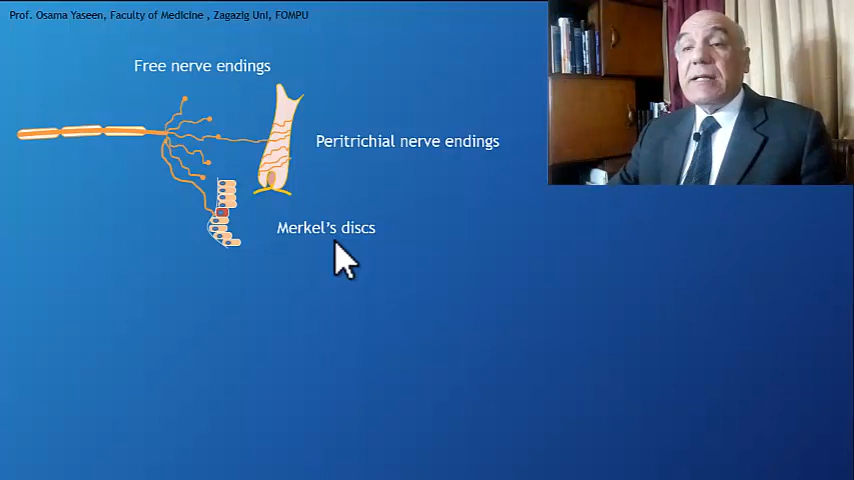 Prof. Osama Yaseen, Faculty of Medicine , Zagazig Uni, FOMPU
Free nerve endings
Peritrichial nerve endings
Merkel's discs